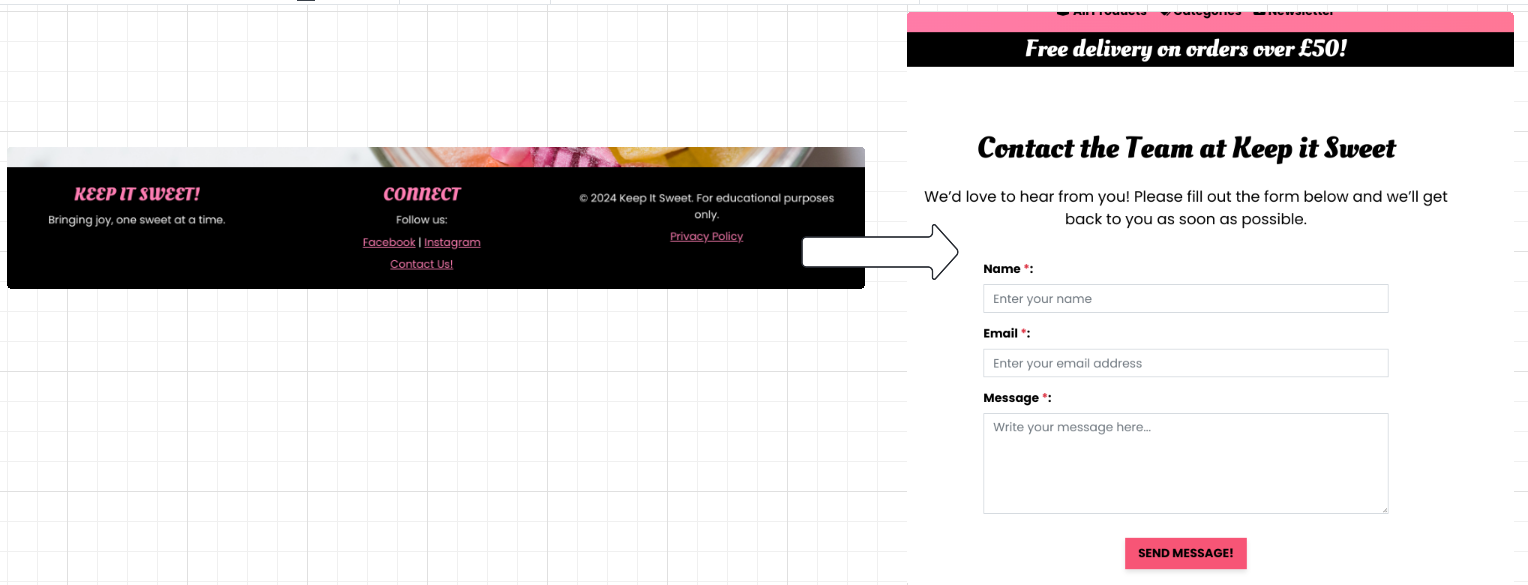 KEEP IT SWEET!
Bringing joy, one sweet at a time.
CONNECT
Follow us:
Facebook | Instagram
Contact Us!
© 2024 Keep It Sweet. For educational purposes
only.
Privacy Policy
All Products Categories Newsletter
Free delivery on orders over £50!
Contact the Team at Keep it Sweet
We’d love to hear from you! Please fill out the form below and we’ll get
back to you as soon as possible.
Name *:
Enter your name
Email *:
Enter your email address
Message *:
Write your message here...
SEND MESSAGE!